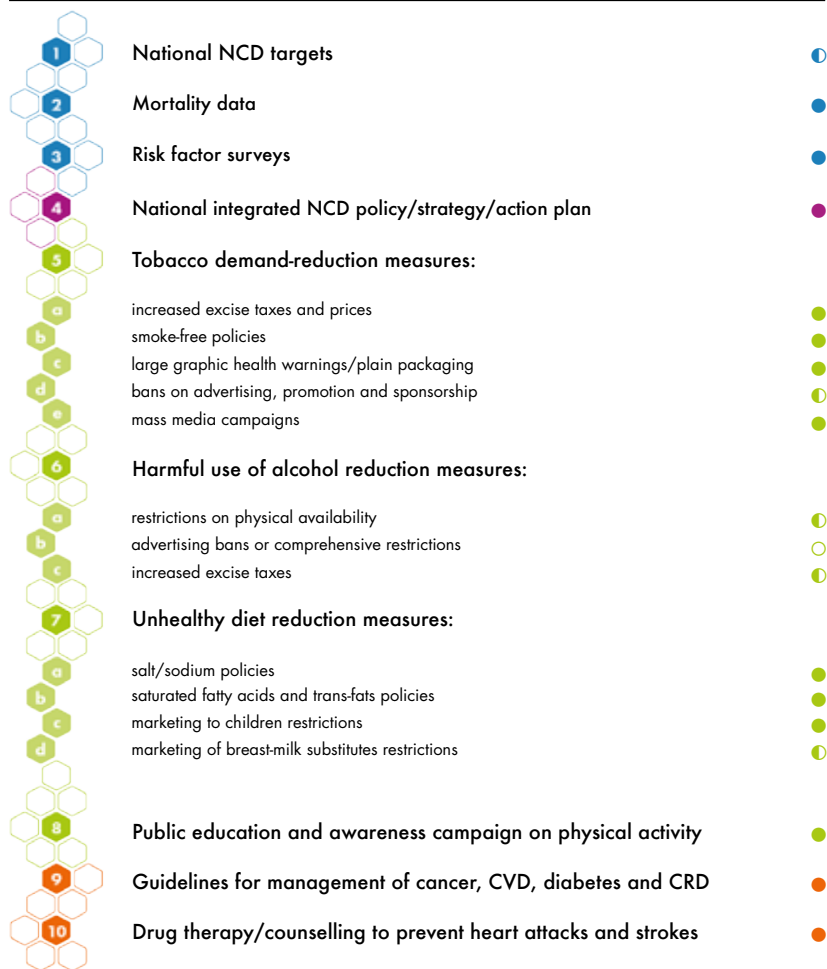 1 National NCD targets
2 Mortality data
3 Risk factor surveys
4 National integrated NCD policy/strategy/action plan
5 Tobacco demand-reduction measures:
a increased excise taxes and prices
b smoke-free policies
c large graphic health warnings/plain packaging
d bans on advertising, promotion and sponsorship
e mass media campaigns
6 Harmful use of alcohol reduction measures:
a restrictions on physical availability
b advertising bans or comprehensive restrictions
c increased excise taxes
7 Unhealthy diet reduction measures:
a salt/sodium policies
b saturated fatty acids and trans-fats policies
c marketing to children restrictions
d marketing of breast-milk substitutes restrictions
8 Public education and awareness campaign on physical activity
9 Guidelines for management of cancer, CVD, diabetes and CRD
10 Drug therapy/counselling to prevent heart attacks and strokes